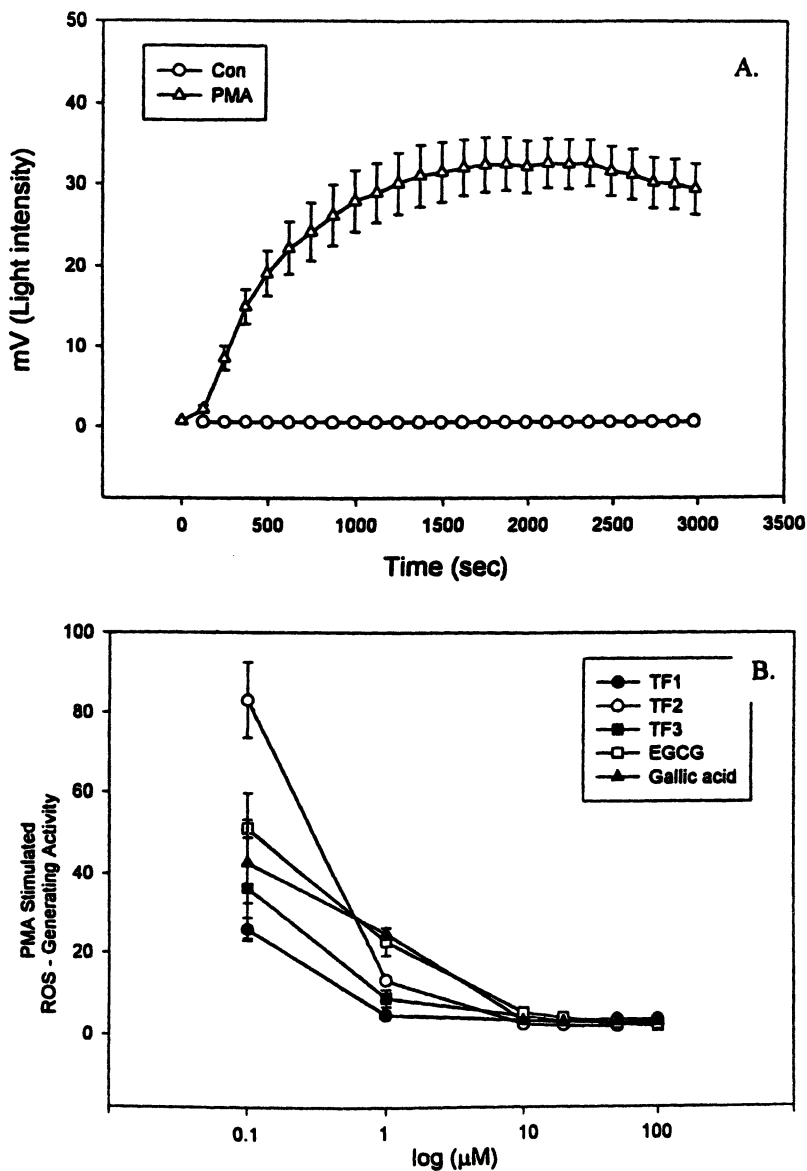 50
40
30
20
10
0
mV (Light intensity)
Con
PMA
A.
0 500 1000 1500 2000 2500 3000 3500
Time (sec)
100
80
60
40
20
0
PMA Stimulated
ROS - Generating Activity
TF1
TF2
TF3
EGCG
Gallic acid
B.
0.1 1 10 100
log (μM)